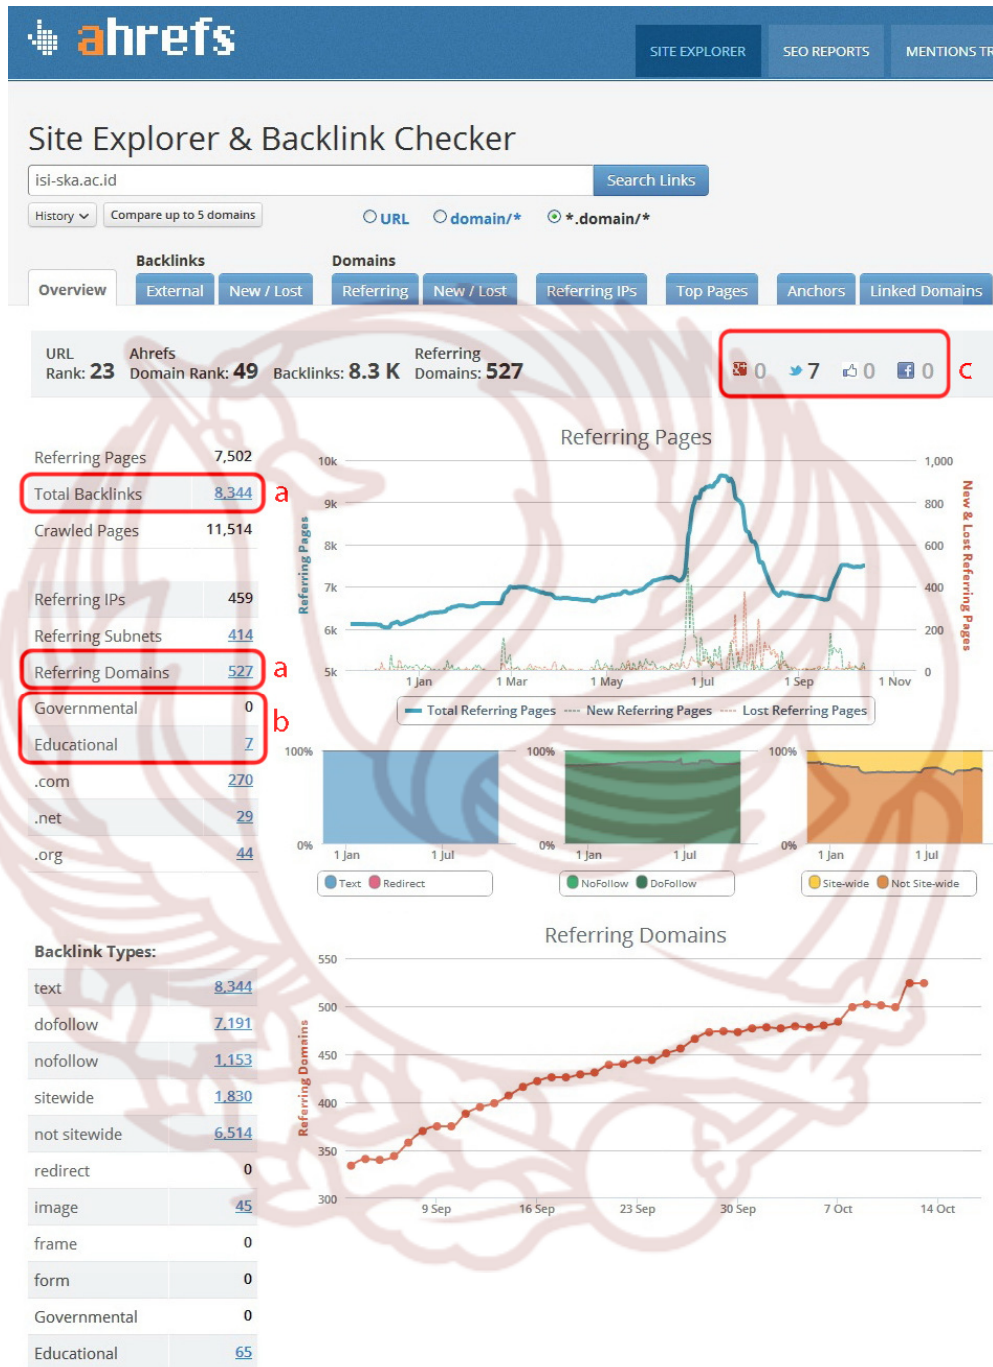 ahrefs
SITE EXPLORER SEO REPORTS MENTIONS TR
Site Explorer & Backlink Checker
isi-ska.ac.id Search Links
History Compare up to 5 domains URL domain/* *.domain/*
Backlinks Domains
Overview External New / Lost Referring New / Lost Referring IPs Top Pages Anchors Linked Domains
URL Rank: 23 Ahrefs Domain Rank: 49 Backlinks: 8.3 K Referring Domains: 527 0 7 0 0 c
Referring Pages 7,502
Total Backlinks 8,344 a
Crawled Pages 11,514
Referring IPs 459
Referring Subnets 414
Referring Domains 527 a
Governmental 0
b
Educational 7
.com 270
.net 29
.org 44
Referring Pages
10k 1,000
9k 800
8k 600
7k 400
6k 200
5k 0
Referring Pages
New & Lost Referring Pages
1 Jan 1 Mar 1 May 1 Jul 1 Sep 1 Nov
Total Referring Pages New Referring Pages Lost Referring Pages
100% 100% 100%
0% 0% 0%
1 Jan 1 Jul 1 Jan 1 Jul 1 Jan 1 Jul
Text Redirect NoFollow DoFollow Site-wide Not Site-wide
Backlink Types:
text 8,344
dofollow 7,191
nofollow 1,153
sitewide 1,830
not sitewide 6,514
redirect 0
image 45
frame 0
form 0
Governmental 0
Educational 65
Referring Domains
550
500
450
400
350
300
Referring Domains
9 Sep 16 Sep 23 Sep 30 Sep 7 Oct 14 Oct